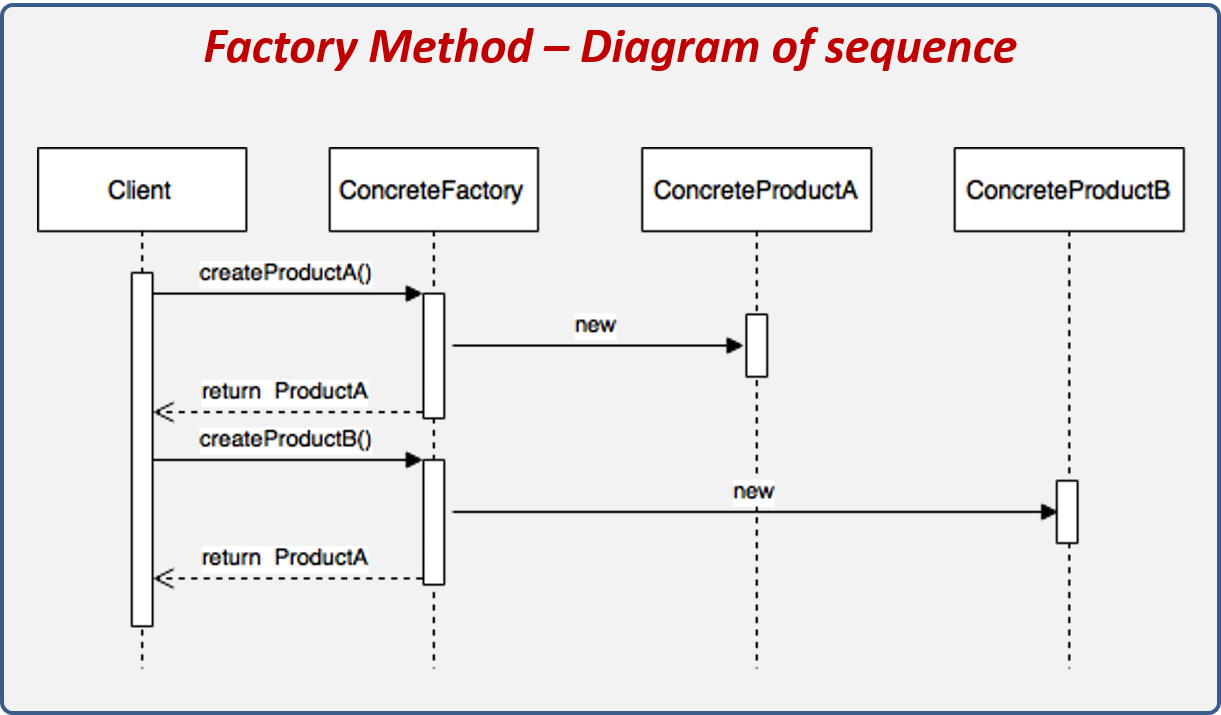 Factory Method – Diagram of sequence
Client
ConcreteFactory
ConcreteProductA
ConcreteProductB
createProductA()
new
return ProductA
createProductB()
new
return ProductA